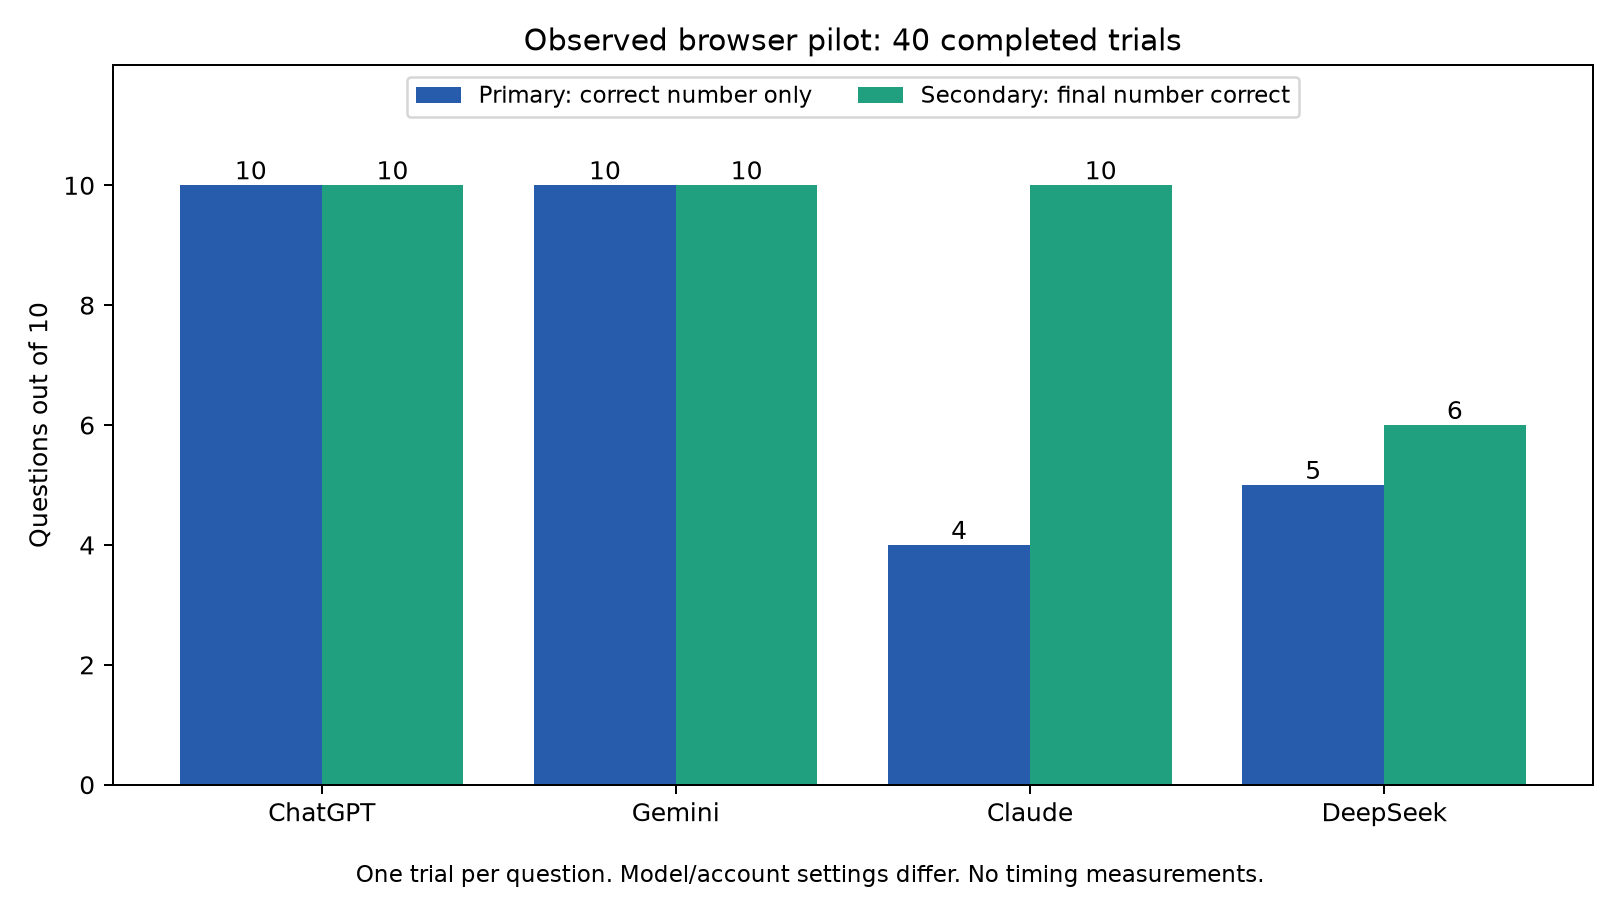 Observed browser pilot: 40 completed trials
Primary: correct number only
Secondary: final number correct
Questions out of 10
10
8
6
4
2
0
10
10
10
10
4
10
5
6
ChatGPT
Gemini
Claude
DeepSeek
One trial per question. Model/account settings differ. No timing measurements.